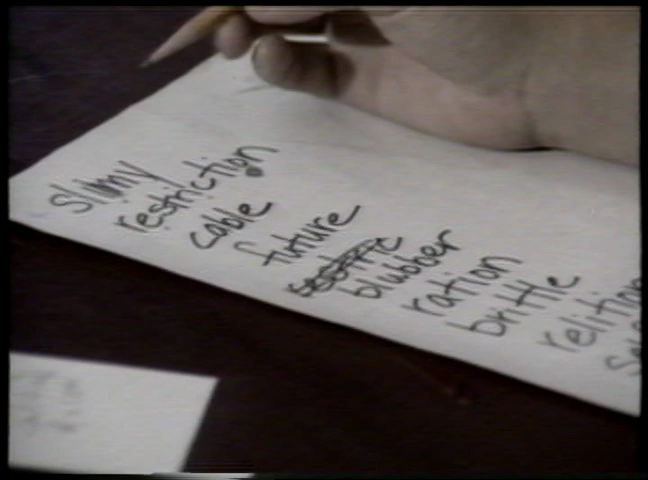 slimy
restriction
cable
future
blubber
ration
brittle
relition